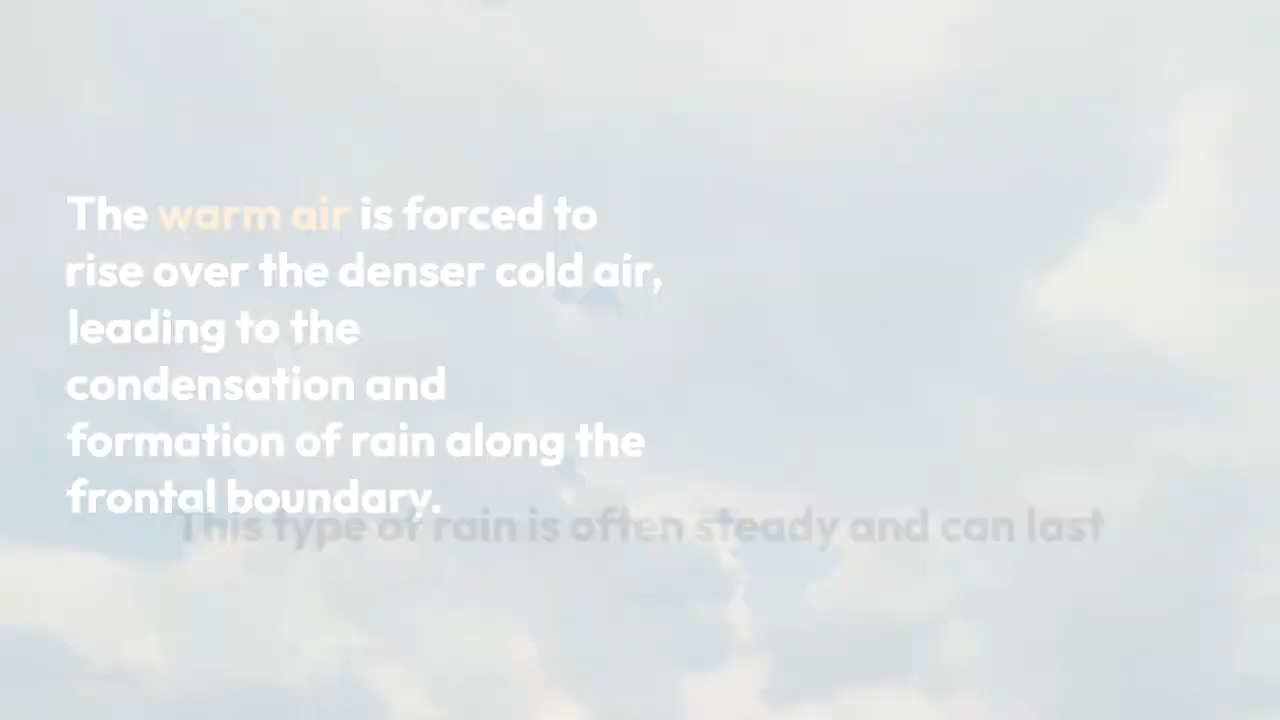 The warm air is forced to
rise over the denser cold air,
leading to the
condensation and
formation of rain along the
frontal boundary.
This type of rain is often steady and can last